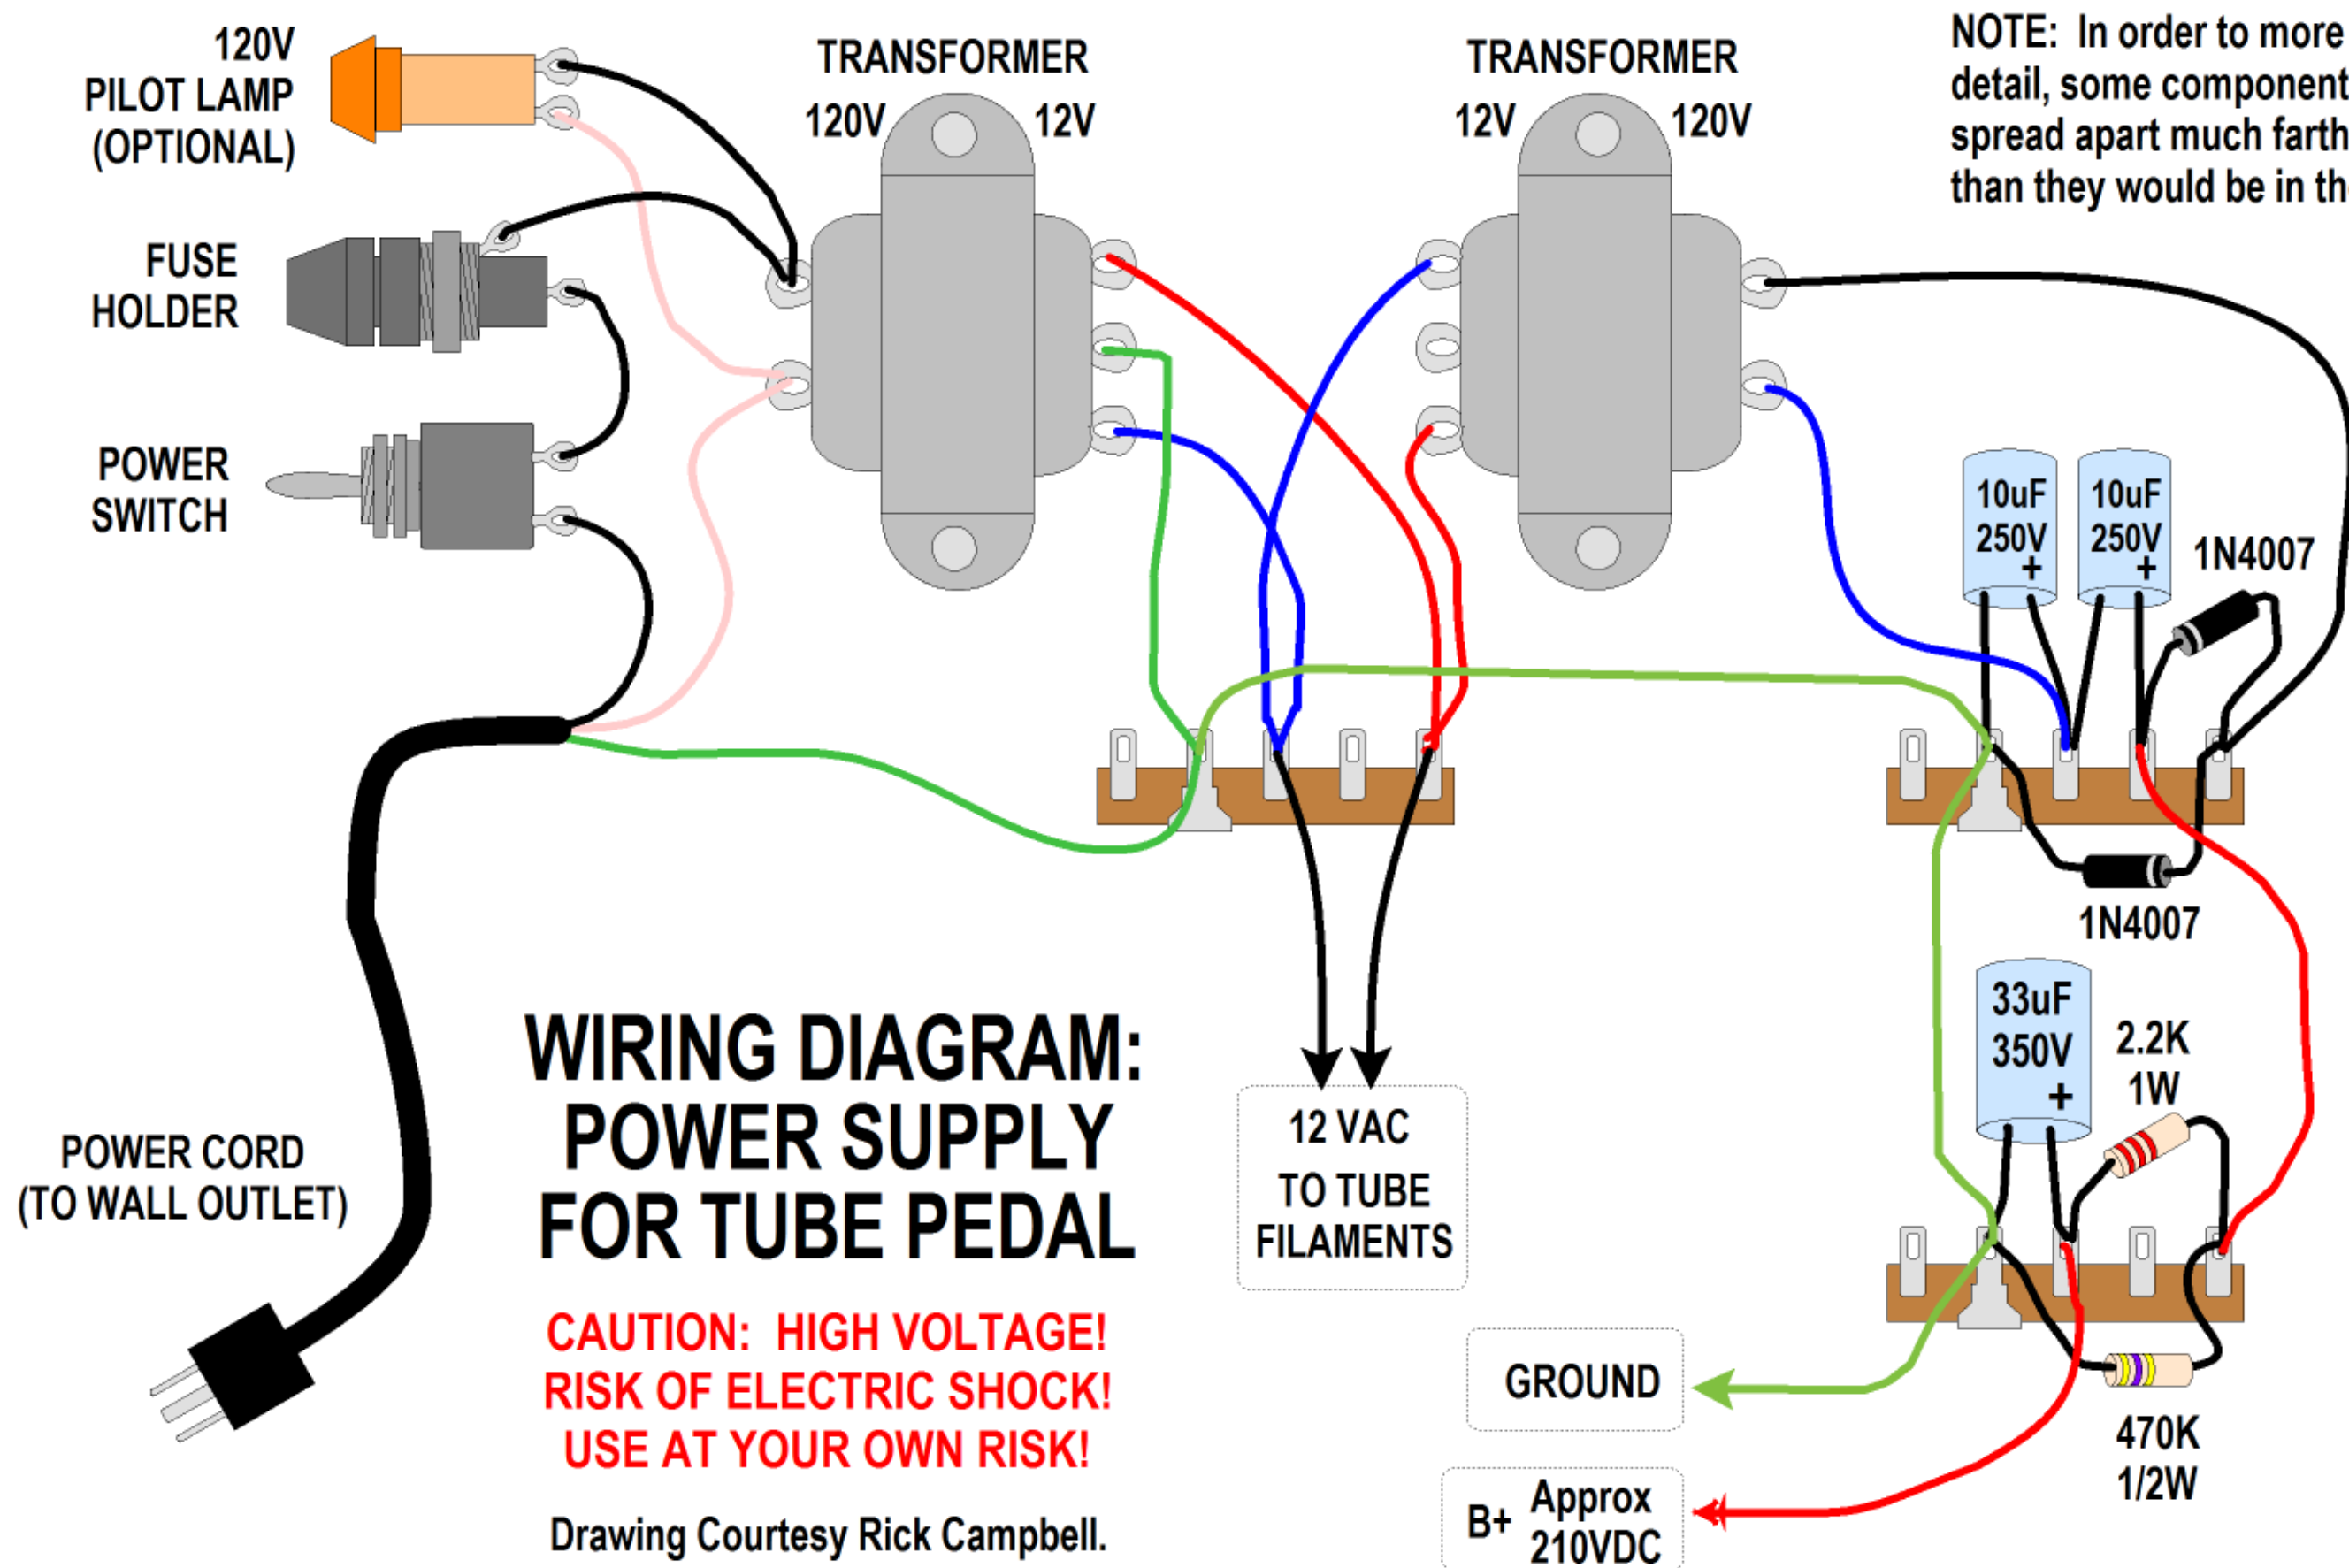 120V
PILOT LAMP
(OPTIONAL)
TRANSFORMER
120V 12V
TRANSFORMER
12V 120V
NOTE: In order to more
detail, some component
spread apart much farth
than they would be in th
FUSE
HOLDER
POWER
SWITCH
10uF
250V
+
10uF
250V
+
1N4007
1N4007
33uF
350V
+
2.2K
1W
WIRING DIAGRAM:
POWER SUPPLY
FOR TUBE PEDAL
CAUTION: HIGH VOLTAGE!
RISK OF ELECTRIC SHOCK!
USE AT YOUR OWN RISK!
Drawing Courtesy Rick Campbell.
POWER CORD
(TO WALL OUTLET)
12 VAC
TO TUBE
FILAMENTS
GROUND
470K
1/2W
B+ Approx
210VDC